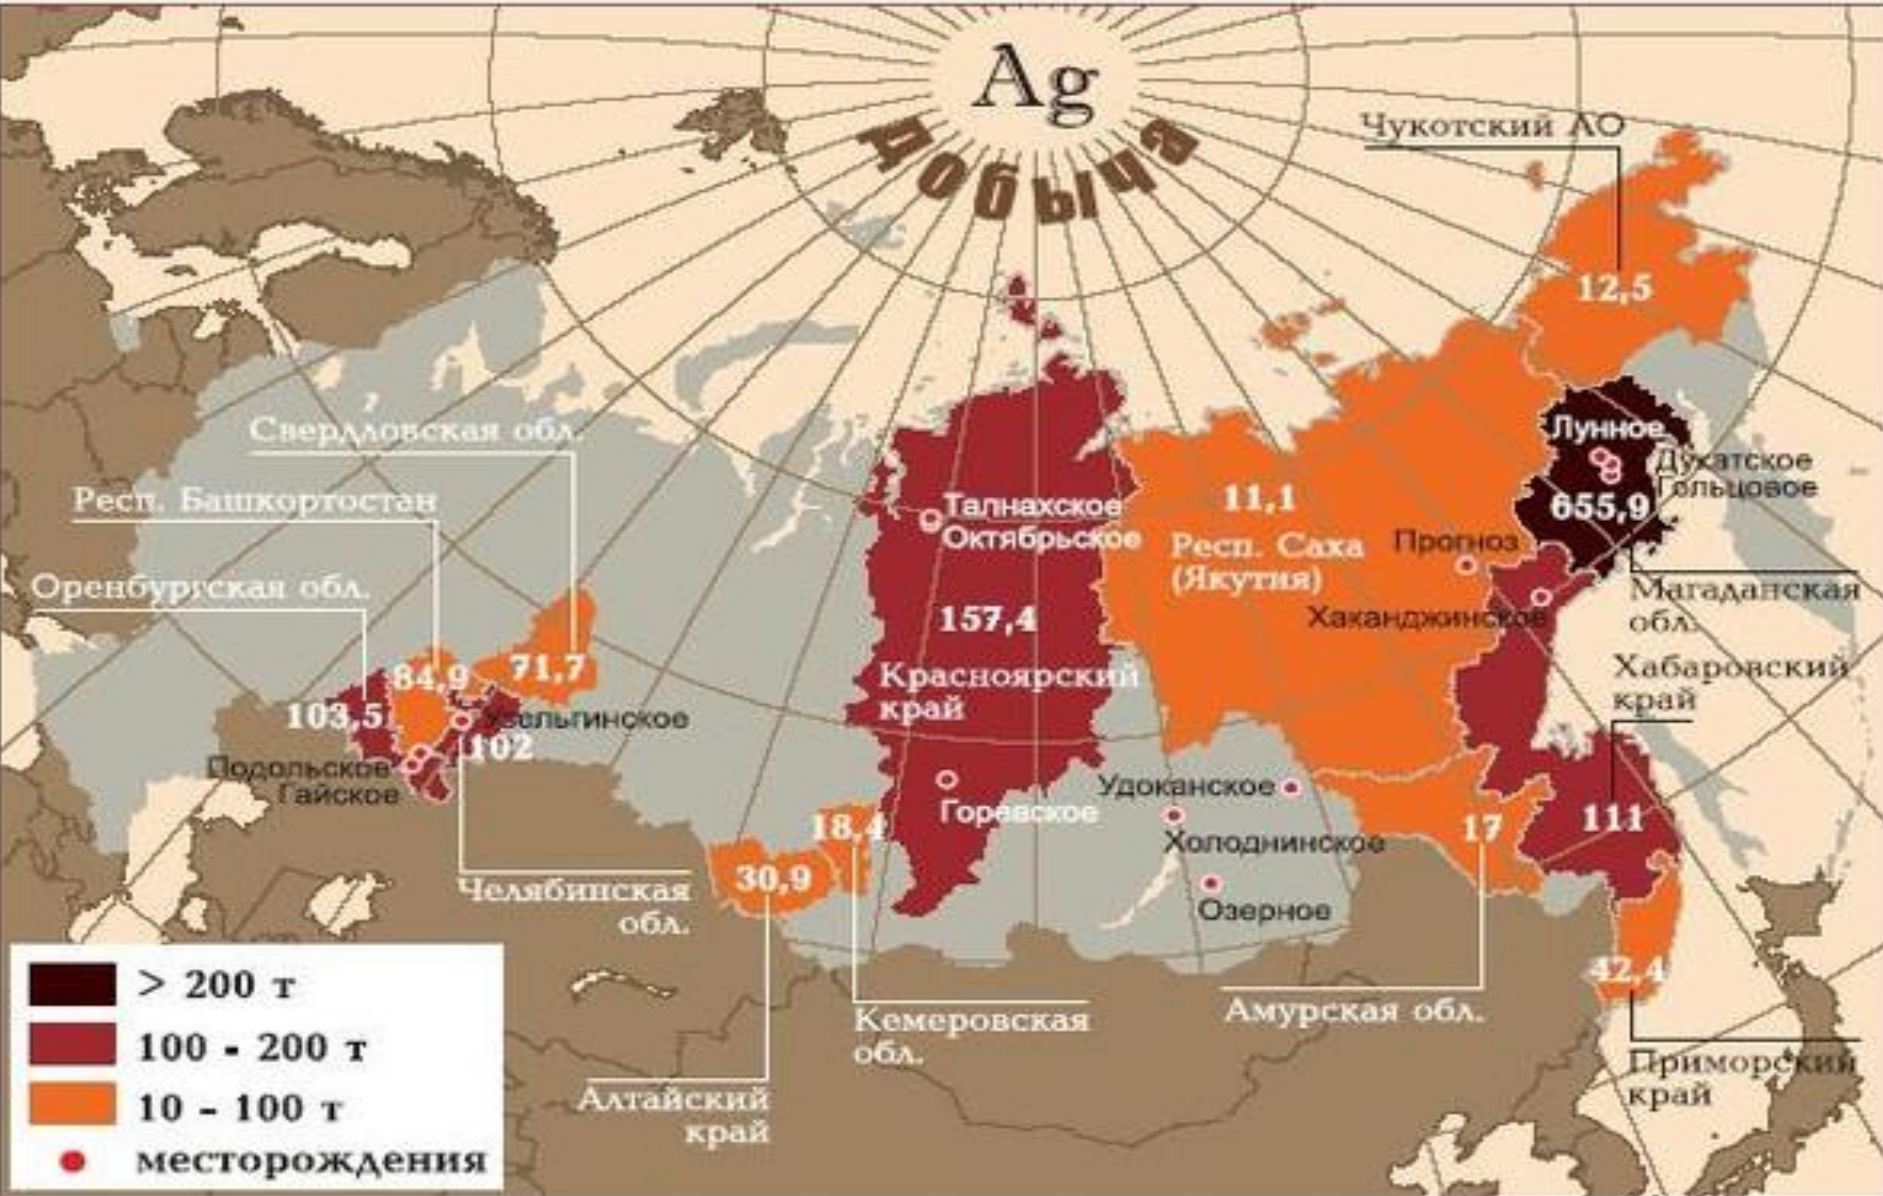 Ag
добыча
Чукотский АО
12,5
Свердловская обл.
Респ. Башкортостан
Оренбургская обл.
Лунное
Духатское
Гольцовое
655,9
Талнахское
Октябрьское
11,1
Респ. Саха
(Якутия)
Прогноз
Хаканджинское
Магаданская
обл.
157,4
Красноярский
край
Хабаровский
край
84,9
71,7
103,5
Узельгинское
102
Подольское
Гайское
Горевское
Удоканское
Холоднинское
Озерное
18,4
30,9
17
111
Челябинская
обл.
42,4
Кемеровская
обл.
Амурская обл.
Алтайский
край
Приморский
край
> 200 т
100 - 200 т
10 - 100 т
месторождения